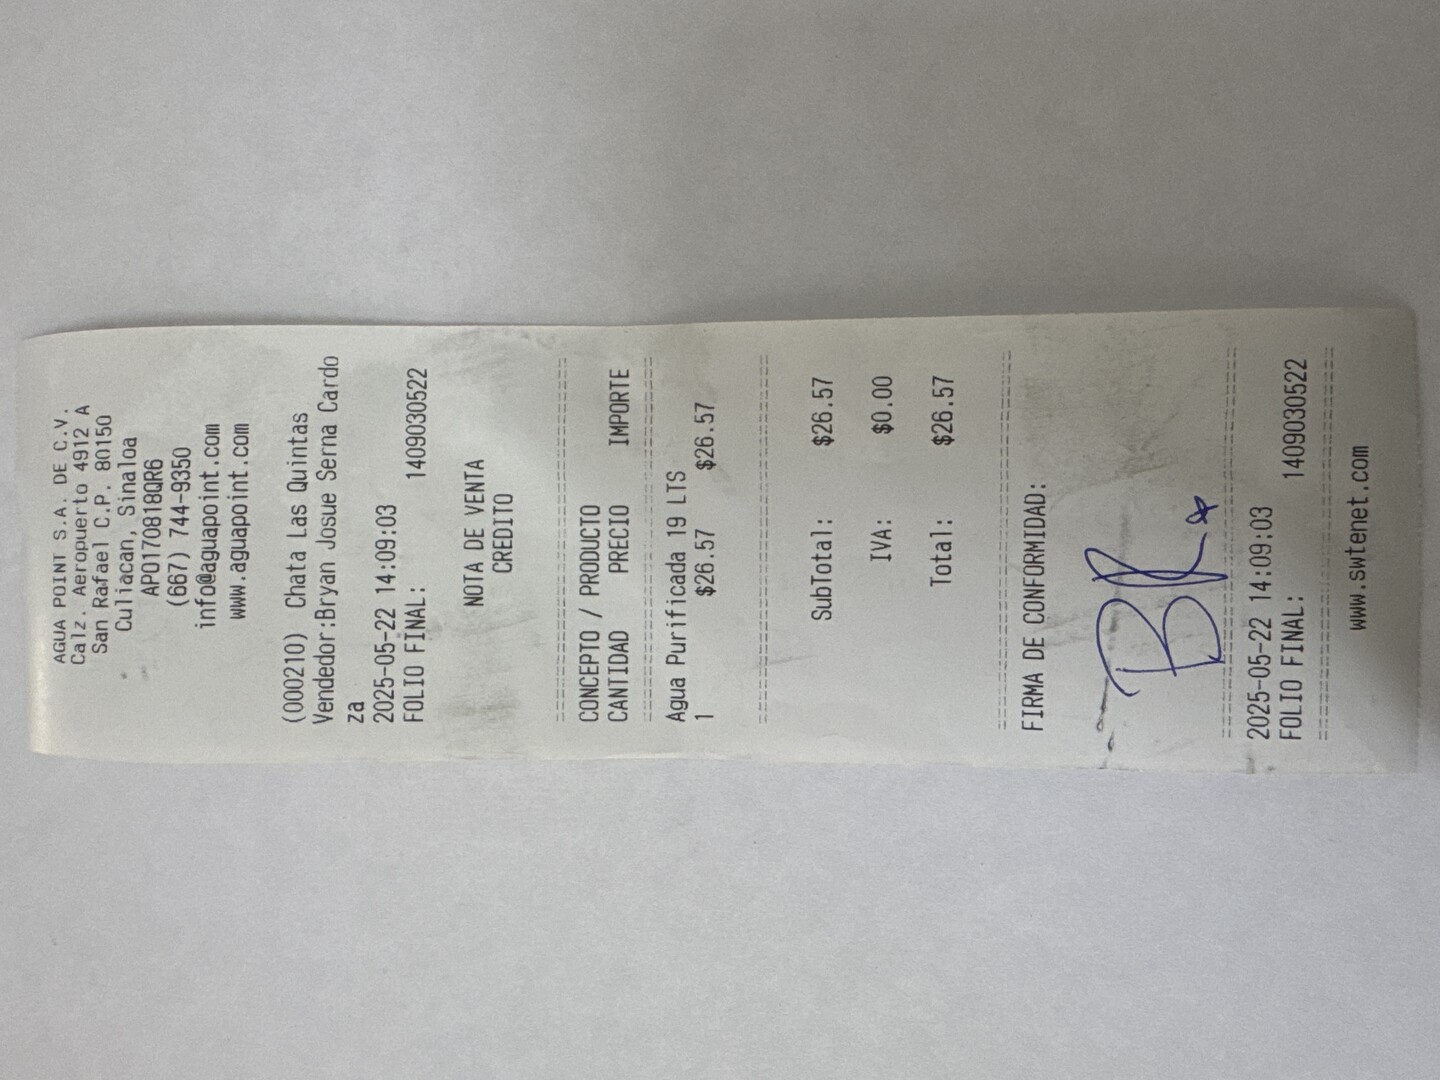 AGUA POINT S.A. DE C.V.
Calz. Aeropuerto 4912 A
San Rafael C.P. 80150
Culiacan, Sinaloa
APO170818QR6
(667) 744-9350
info@aguapoint.com
www.aguapoint.com
(000210) Chata Las Quintas
Vendedor:Bryan Josue Serna Cardo
za
2025-05-22 14:09:03
FOLIO FINAL: 1409030522
NOTA DE VENTA
CREDITO
CONCEPTO / PRODUCTO
CANTIDAD PRECIO IMPORTE
Agua Purificada 19 LTS
1 $26.57 $26.57
SubTotal: $26.57
IVA: $0.00
Total: $26.57
FIRMA DE CONFORMIDAD:
2025-05-22 14:09:03
FOLIO FINAL: 1409030522
www.swtenet.com